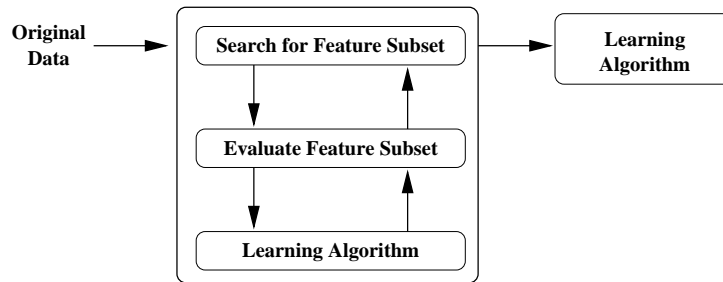 Original
Data
Search for Feature Subset
Evaluate Feature Subset
Learning Algorithm
Learning
Algorithm